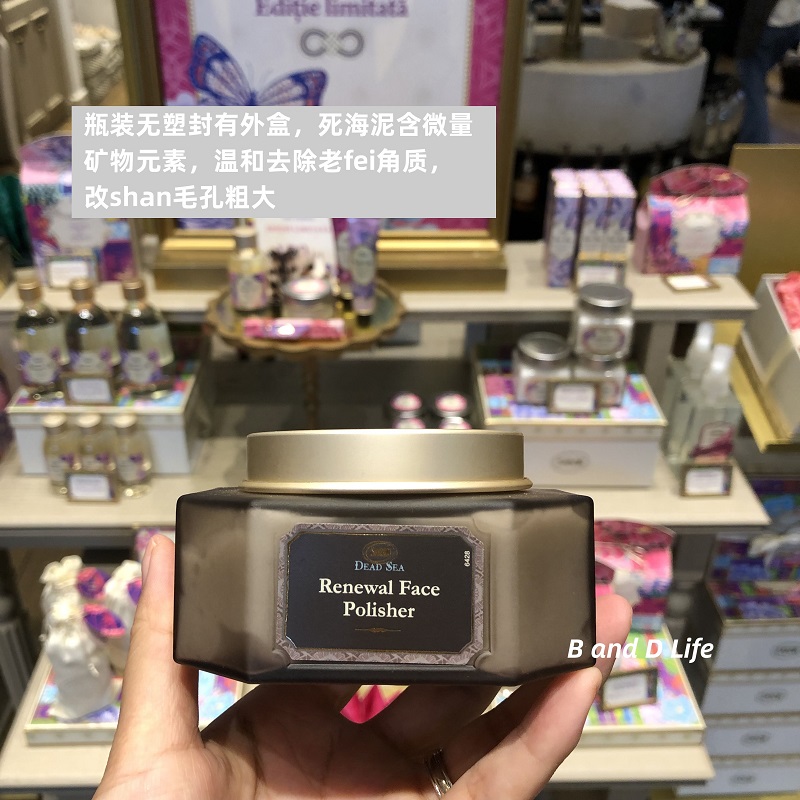 Ediție limitată
瓶装无塑封有外盒，死海泥含微量
矿物元素，温和去除老fei角质，
改shan毛孔粗大
DEAD SEA
6428
Renewal Face
Polisher
B and D Life